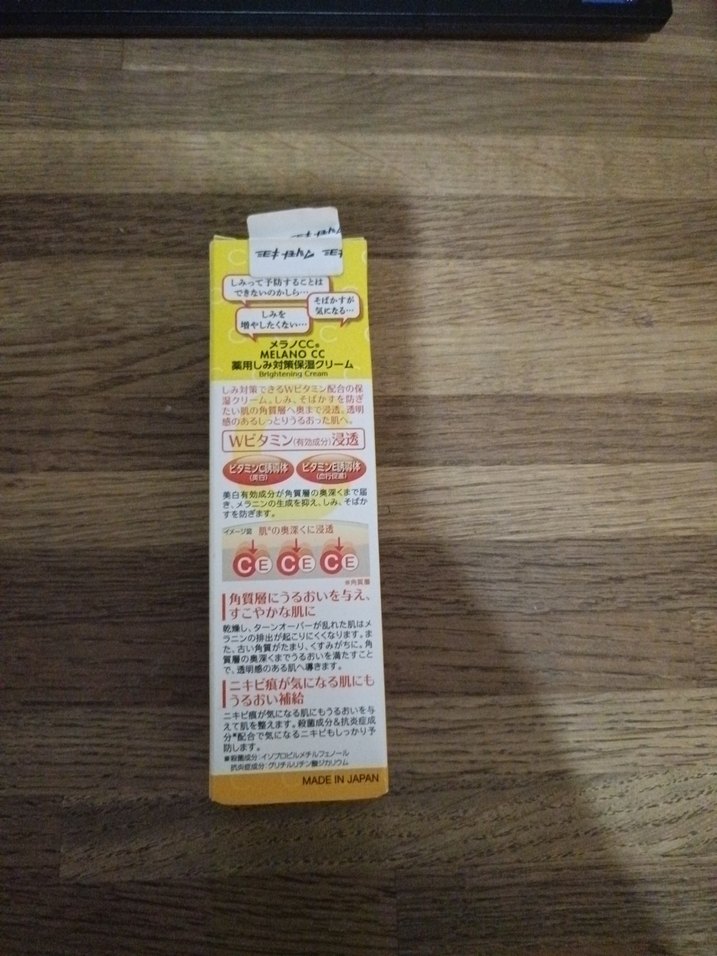 マツモトキヨシ
しみって予防することは
できないのかしら…
そばかすが
気になる…
しみを
増やしたくない…
メラノCC®
MELANO CC
薬用しみ対策保湿クリーム
Brightening Cream
しみ対策できるWビタミン配合の保
湿クリーム。しみ、そばかすを防ぎ
たい肌の角質層へ奥まで浸透。透明
感のあるしっとりうるおった肌へ。
Wビタミン(有効成分)浸透
ビタミンC誘導体
(美白)
ビタミンE誘導体
(血行促進)
美白有効成分が角質層の奥深くまで届
き、メラニンの生成を抑え、しみ、そばか
すを防ぎます。
イメージ図 肌※の奥深くに浸透
C E C E C E
※角質層
角質層にうるおいを与え、
すこやかな肌に
乾燥し、ターンオーバーが乱れた肌はメ
ラニンの排出が起こりにくくなります。ま
た、古い角質がたまり、くすみがちに。角
質層の奥深くまでうるおいを満たすこと
で、透明感のある肌へ導きます。
ニキビ痕が気になる肌にも
うるおい補給
ニキビ痕が気になる肌にもうるおいを与
えて肌を整えます。殺菌成分&抗炎症成
分※配合で気になるニキビもしっかり予
防します。
※殺菌成分:イソプロピルメチルフェノール
抗炎症成分:グリチルリチン酸ジカリウム
MADE IN JAPAN